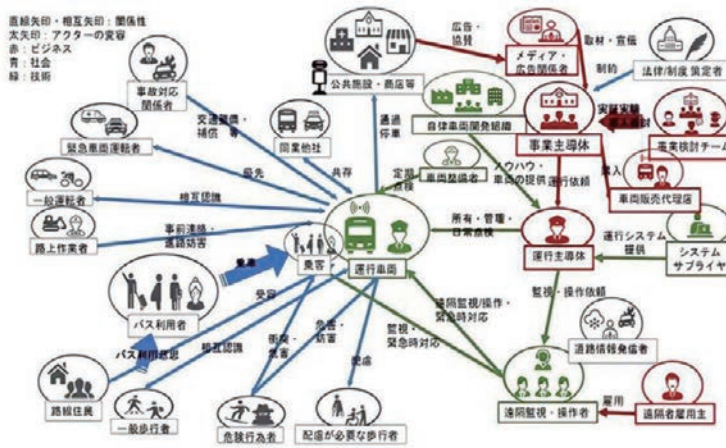 直線矢印・相互矢印：関係性
太矢印：アクターの変容
赤：ビジネス
青：社会
緑：技術
広告・
協賛
メディア・
広告関係者
取材・宣伝
制約
法律/制度策定者
事故対応
関係者
公共施設・商店等
交通整備・
補償 等
同業他社
通過
停車
自律車両開発組織
事業主導体
実証実験
事業検討チーム
緊急車両運転者
優先
共存
定期
点検
車両整備者
ノウハウ・
車両の提供
運行依頼
購入
車両販売代理店
一般運転者
相互認識
路上作業者
事前連絡・
進路妨害
所有・管理・
日常点検
乗客
運行車両
運行主導体
運行システム
提供
システム
サプライヤ
バス利用者
受容
監視・操作依頼
遠隔監視/操作・
緊急時対応
監視・
緊急時対応
道路情報発信者
バス利用意思
相互認識
衝突・
危害
危害・
妨害
配慮
路線住民
一般歩行者
危険行為者
配慮が必要な歩行者
遠隔監視・操作者
雇用
遠隔者雇用主